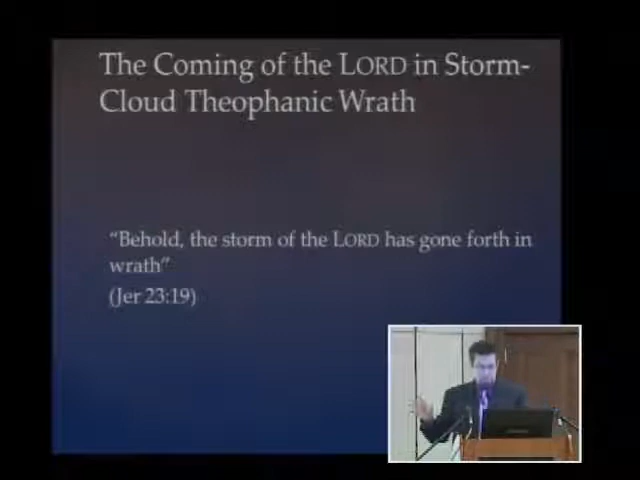 The Coming of the LORD in Storm-
Cloud Theophanic Wrath
“Behold, the storm of the LORD has gone forth in
wrath”
(Jer 23:19)